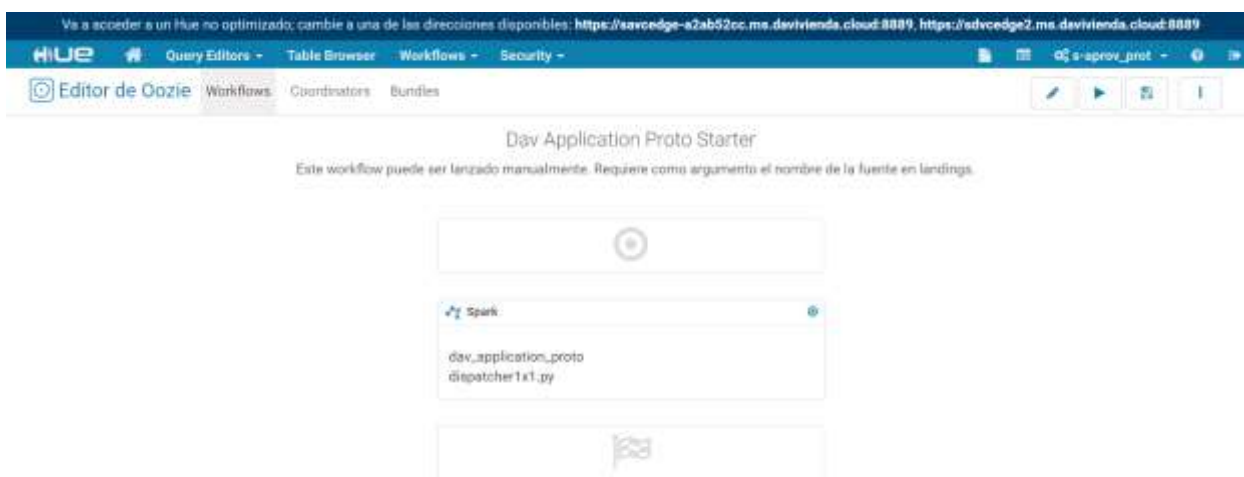 Va a acceder a un Hue no optimizado; cambie a una de las direcciones disponibles: https://savcedge-a2ab52cc.ms.davivienda.cloud:8889, https://sdvcedge2.ms.davivienda.cloud:8889
HUE Query Editors Table Browser Workflows Security s-aprov_prot
Editor de Oozie Workflows Coordinators Bundles
Dav Application Proto Starter
Este workflow puede ser lanzado manualmente. Requiere como argumento el nombre de la fuente en landings.
Spark
dav_application_proto
dispatcher1x1.py